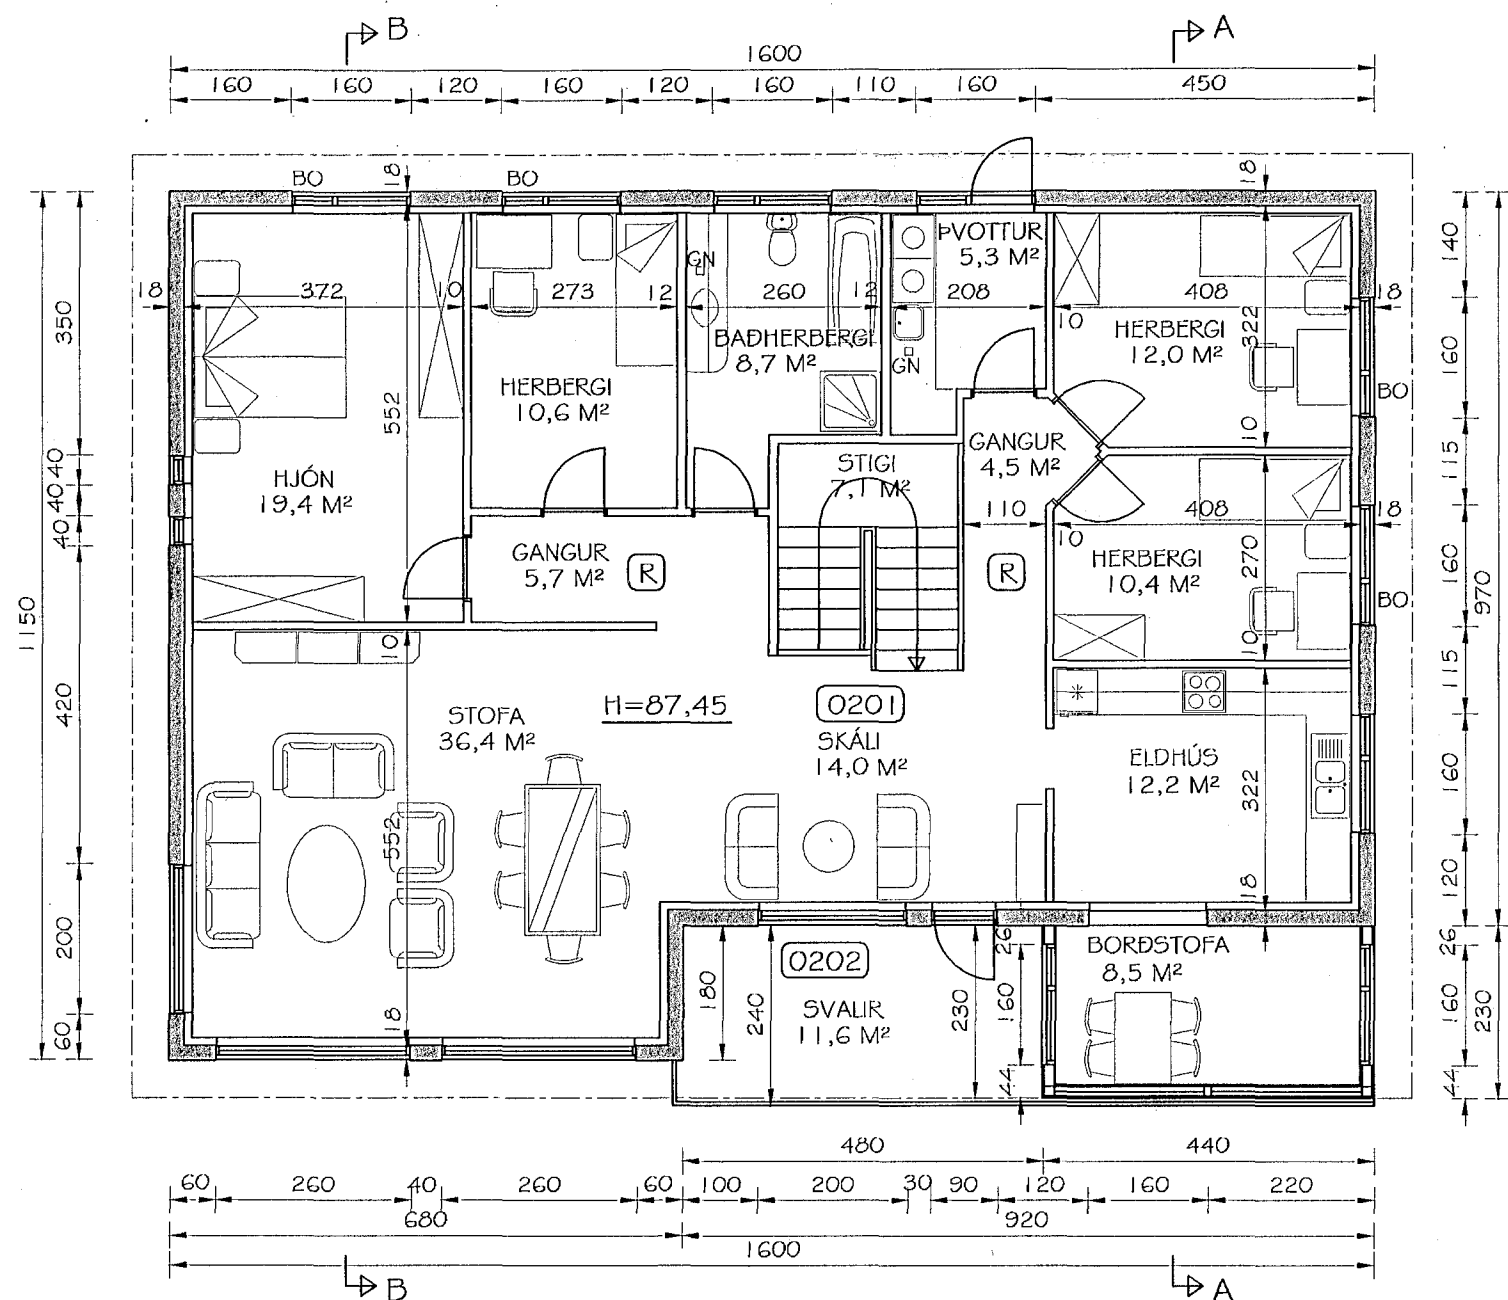 B
A
1600
160 160 120 160 120 160 110 160 450
BO
BO
18
18
GN
ÞVOTTUR
5,3 M²
18 372 10 273 12 260 12 208 408 18
10
322
140
350
HERBERGI
12,0 M²
BAÐHERBERGI
8,7 M²
GN
160
HERBERGI
10,6 M²
BO
552
10
GANGUR
4,5 M²
STIGI
7,1 M²
115
HJÓN
19,4 M²
40
40
40
110
408
18
10
GANGUR
5,7 M²
R
R
HERBERGI
10,4 M²
270
160
BO
970
1150
10
10
115
H=87,45
0201
STOFA
36,4 M²
SKÁLI
14,0 M²
ELDHÚS
12,2 M²
420
160
322
552
18
120
200
26
0202
BORÐSTOFA
8,5 M²
26
180
240
230
160
SVALIR
11,6 M²
160
230
18
60
44
44
480 440
60 260 40 260 60 100 200 30 90 120 160 220
680 920
1600
B
A